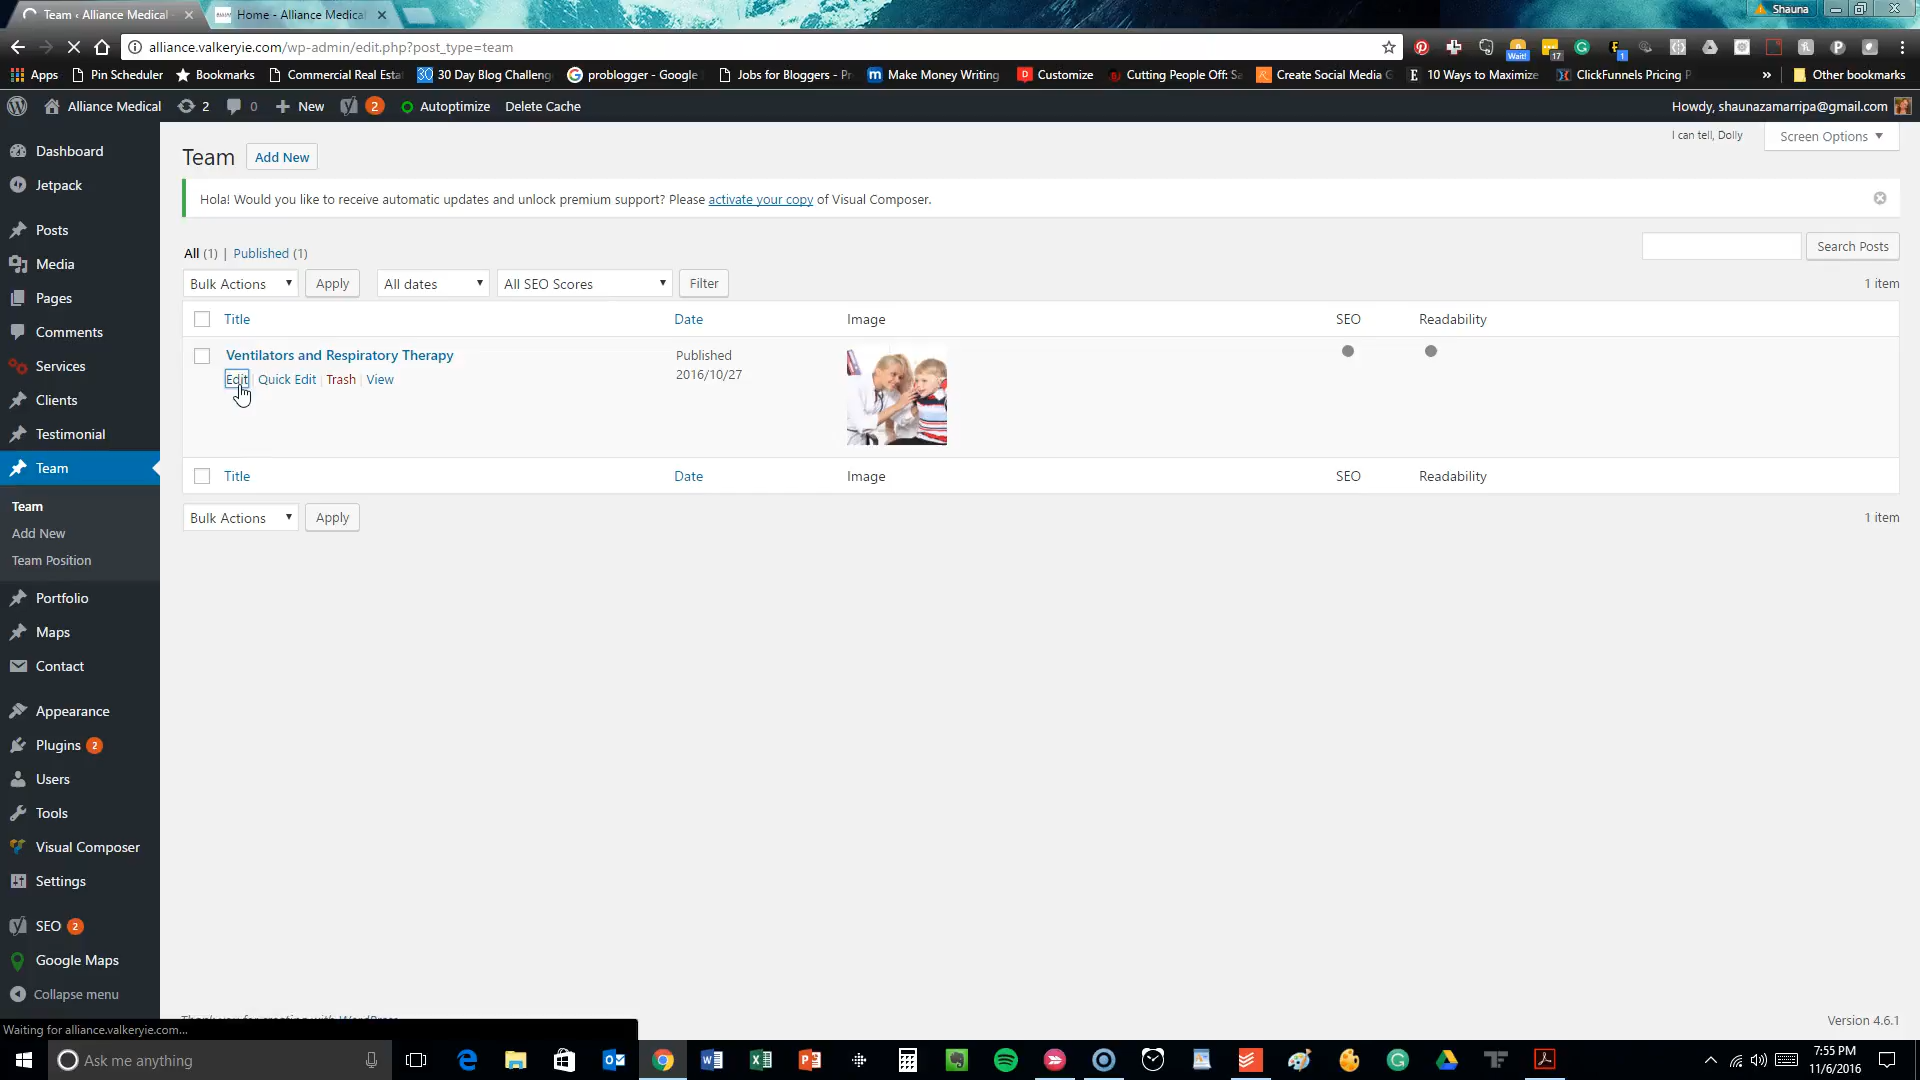 Team ‹ Alliance Medical
Home - Alliance Medical
Shauna
alliance.valkeryie.com/wp-admin/edit.php?post_type=team
Apps
Pin Scheduler
Bookmarks
Commercial Real Esta
30 Day Blog Challeng
problogger - Google
Jobs for Bloggers - Pr
Make Money Writing
Customize
Cutting People Off: Sa
Create Social Media G
10 Ways to Maximize
ClickFunnels Pricing P
»
Other bookmarks
Wait!
17
1
Alliance Medical
2
0
New
2
Autoptimize
Delete Cache
Howdy, shaunazamarripa@gmail.com
Dashboard
Jetpack
Posts
Media
Pages
Comments
Services
Clients
Testimonial
Team
Team
Add New
Team Position
Portfolio
Maps
Contact
Appearance
Plugins 2
Users
Tools
Visual Composer
Settings
SEO 2
Google Maps
Collapse menu
I can tell, Dolly
Screen Options
Team Add New
Hola! Would you like to receive automatic updates and unlock premium support? Please activate your copy of Visual Composer.
All (1) | Published (1)
Search Posts
Bulk Actions Apply All dates All SEO Scores Filter
1 item
Title Date Image SEO Readability
Ventilators and Respiratory Therapy
Edit | Quick Edit | Trash | View
Published
2016/10/27
Title Date Image SEO Readability
Bulk Actions Apply
1 item
Version 4.6.1
Waiting for alliance.valkeryie.com...
Ask me anything
7:55 PM
11/6/2016